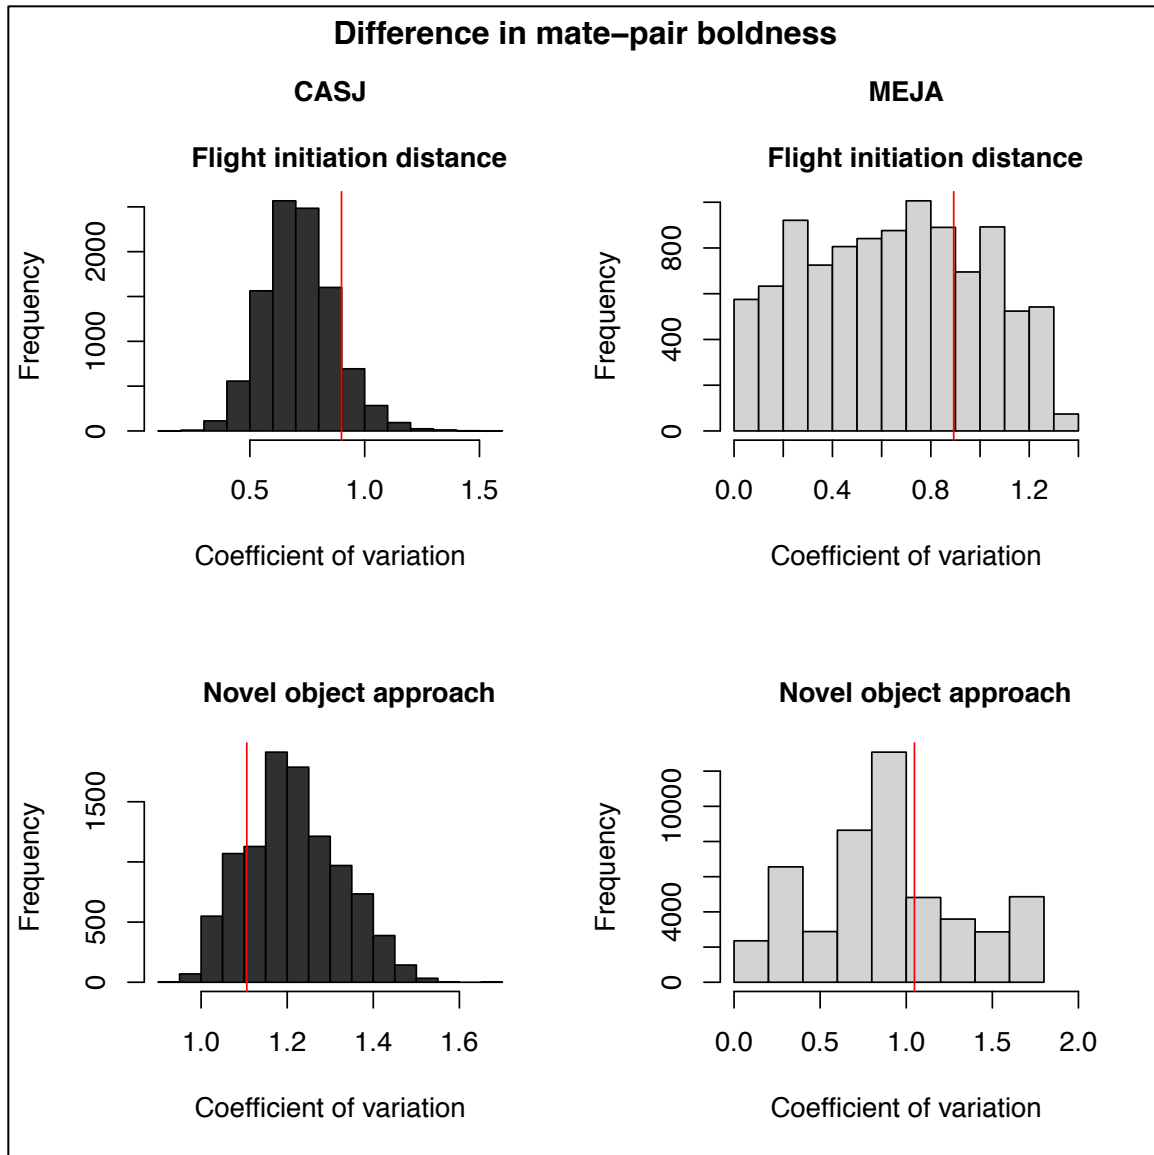 Difference in mate–pair boldness
CASJ
MEJA
Flight initiation distance
Flight initiation distance
Frequency
0 1000 2000
0.5 1.0 1.5
Coefficient of variation
Frequency
0 400 800
0.0 0.4 0.8 1.2
Coefficient of variation
Novel object approach
Novel object approach
Frequency
0 500 1500
1.0 1.2 1.4 1.6
Coefficient of variation
Frequency
0 4000 10000
0.0 0.5 1.0 1.5 2.0
Coefficient of variation